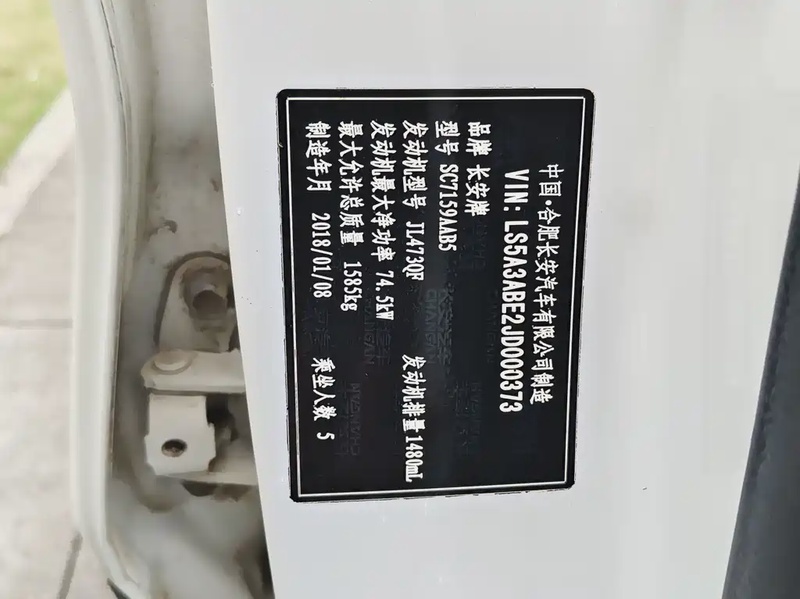 中国·合肥长安汽车有限公司制造
VIN: LS5A3ABE2JD000373
品牌 长安牌
型号 SC7159AAB5
发动机型号 JL473QF 发动机排量 1480mL
发动机最大净功率 74.5kW
最大允许总质量 1585kg
制造年月 2018/01/08 乘坐人数 5